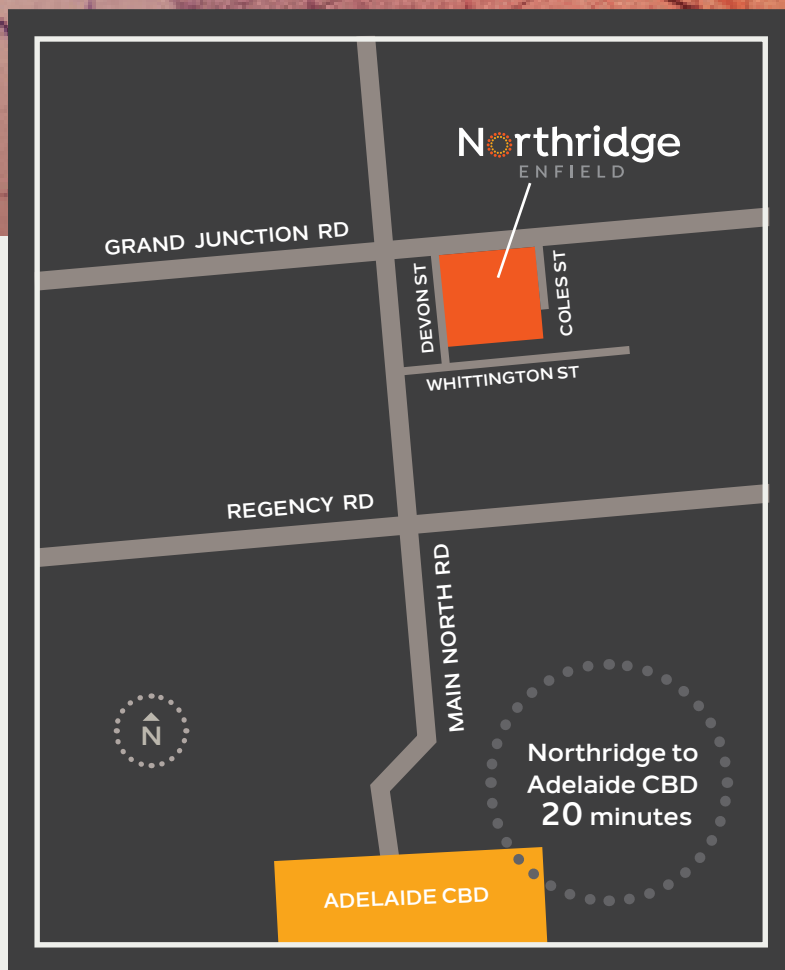 Northridge
ENFIELD
GRAND JUNCTION RD
DEVON ST
COLES ST
WHITTINGTON ST
REGENCY RD
MAIN NORTH RD
N
Northridge to
Adelaide CBD
20 minutes
ADELAIDE CBD